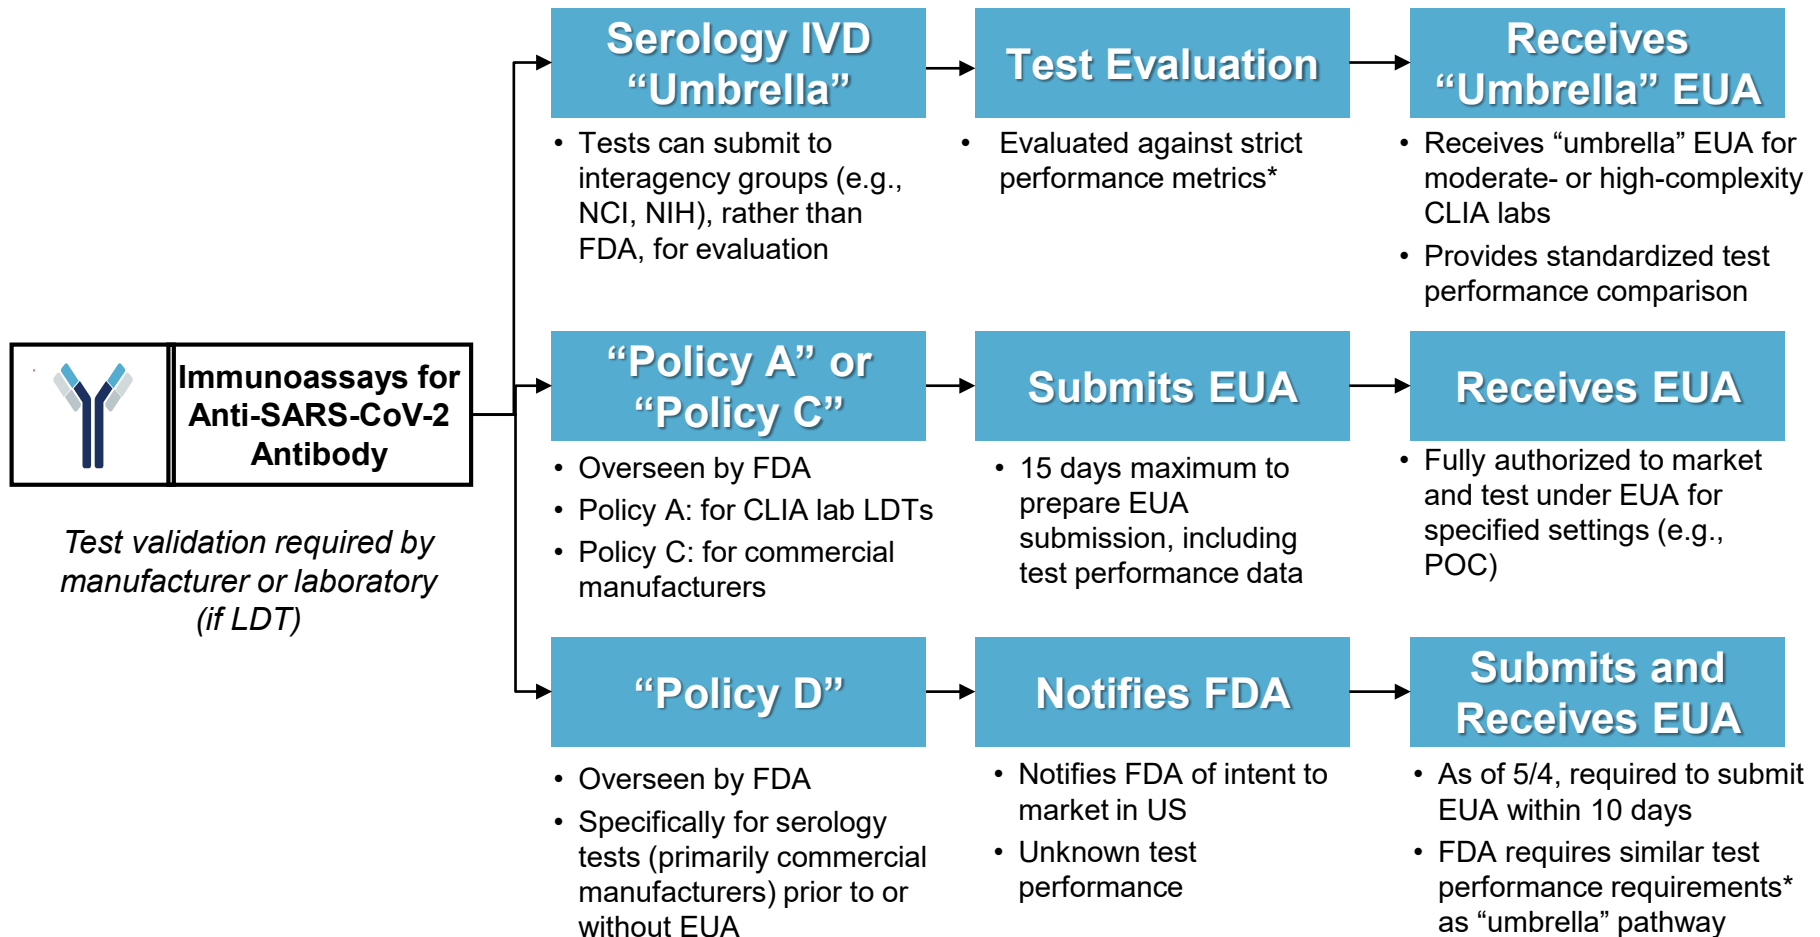 Serology IVD
“Umbrella”
Test Evaluation
Receives
“Umbrella” EUA
• Tests can submit to
interagency groups (e.g.,
NCI, NIH), rather than
FDA, for evaluation
• Evaluated against strict
performance metrics*
• Receives “umbrella” EUA for
moderate- or high-complexity
CLIA labs
• Provides standardized test
performance comparison
Immunoassays for
Anti-SARS-CoV-2
Antibody
Test validation required by
manufacturer or laboratory
(if LDT)
“Policy A” or
“Policy C”
Submits EUA
Receives EUA
• Overseen by FDA
• Policy A: for CLIA lab LDTs
• Policy C: for commercial
manufacturers
• 15 days maximum to
prepare EUA
submission, including
test performance data
• Fully authorized to market
and test under EUA for
specified settings (e.g.,
POC)
“Policy D”
Notifies FDA
Submits and
Receives EUA
• Overseen by FDA
• Specifically for serology
tests (primarily commercial
manufacturers) prior to or
without EUA
• Notifies FDA of intent to
market in US
• Unknown test
performance
• As of 5/4, required to submit
EUA within 10 days
• FDA requires similar test
performance requirements*
as “umbrella” pathway